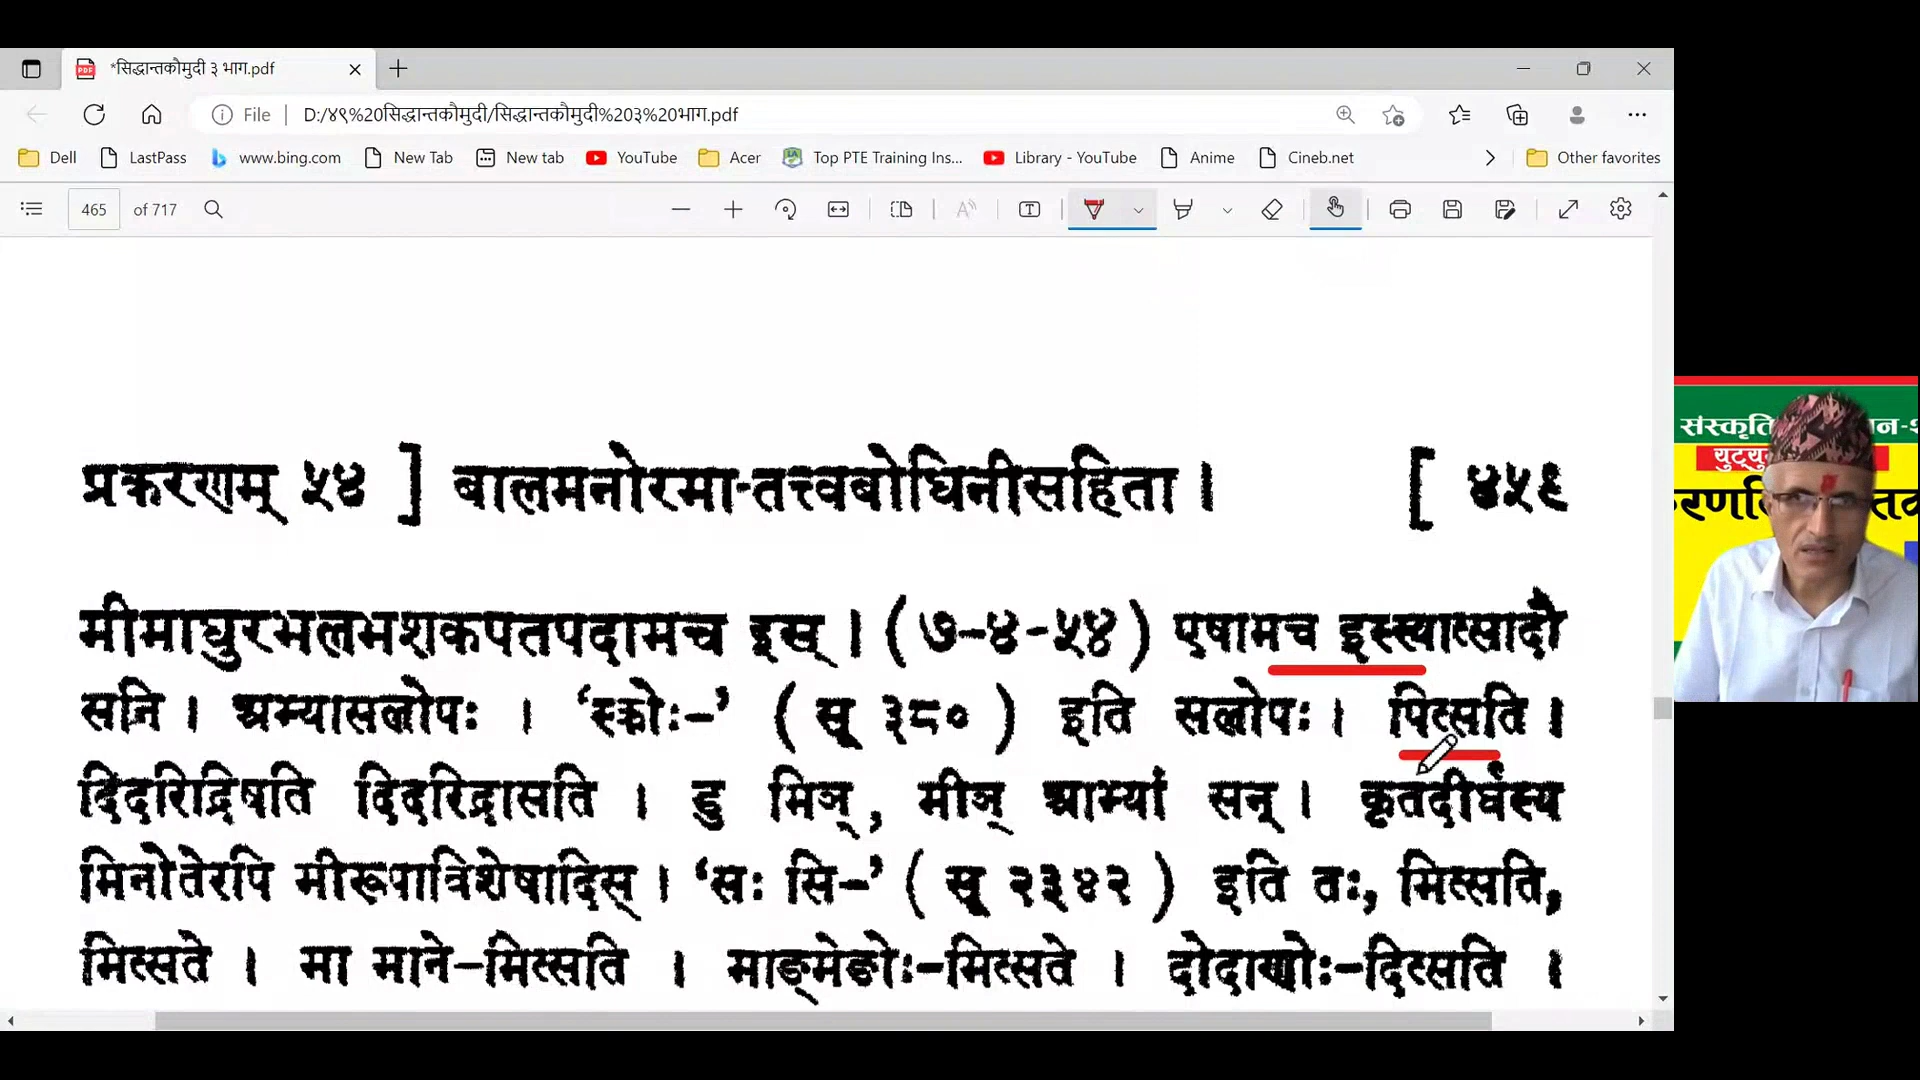 *सिद्धान्तकौमुदी ३ भाग.pdf
File D:/४९%20सिद्धान्तकौमुदी/सिद्धान्तकौमुदी%20३%20भाग.pdf
Dell LastPass www.bing.com New Tab New tab YouTube Acer Top PTE Training Ins... Library - YouTube Anime Cineb.net Other favorites
465 of 717
प्रकरणम् ५४ ] बालमनोरमा-तत्त्वबोधिनीसहिता । [ ४५९
मीमाघुरभलभशकपतपदामच इस् । (७-४-५४) एषामच इस्स्यात्सादौ
सनि । अभ्यासलोपः । ‘स्कोः-’ ( सू ३८० ) इति सलोपः । पित्सति ।
दिदरिद्रिषति दिदरिद्रासति । डु मिञ्, मीञ् आभ्यां सन् । कृतदीर्घस्य
मिनोतेरपि मीरूपाविशेषादिस् । ‘सः सि-’ ( सू २३४२ ) इति तः, मित्सति,
मित्सते । मा माने-मित्सति । माङ्मेङोः-मित्सते । दोदाणोः-दित्सति ।
संस्कृति